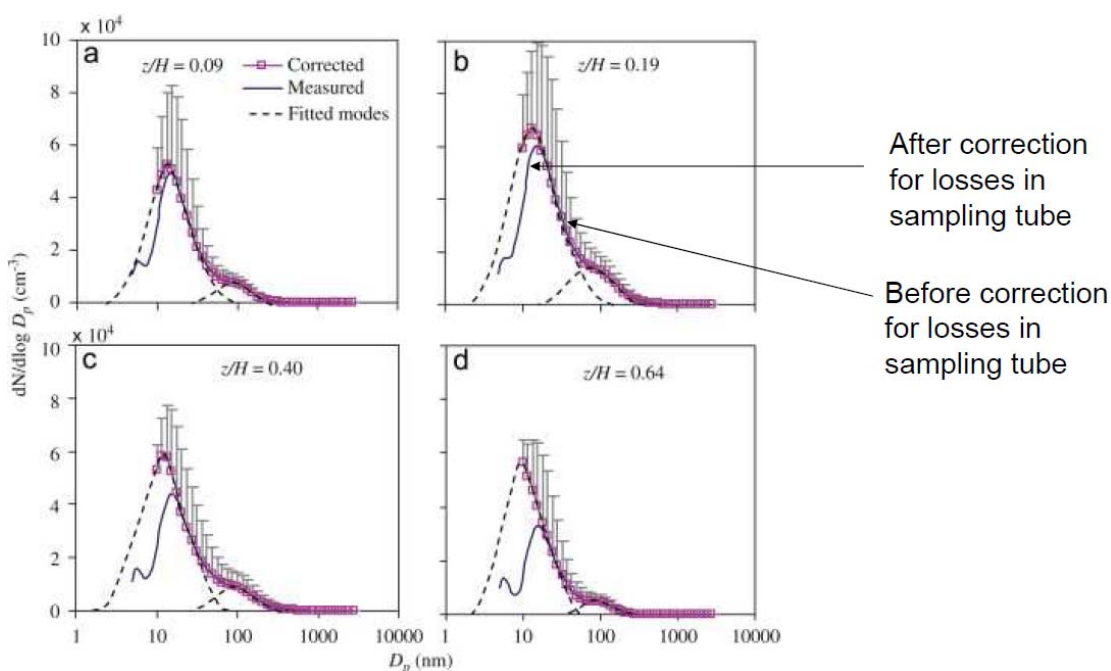 x 10⁴
a
z/H = 0.09
Corrected
Measured
Fitted modes
10
8
6
4
2
0
b
z/H = 0.19
After correction
for losses in
sampling tube
Before correction
for losses in
sampling tube
dN/dlog Dₚ (cm⁻³)
x 10⁴
c
z/H = 0.40
10
8
6
4
2
0
1
10
100
1000
10000
d
z/H = 0.64
1
10
100
1000
10000
Dₚ (nm)